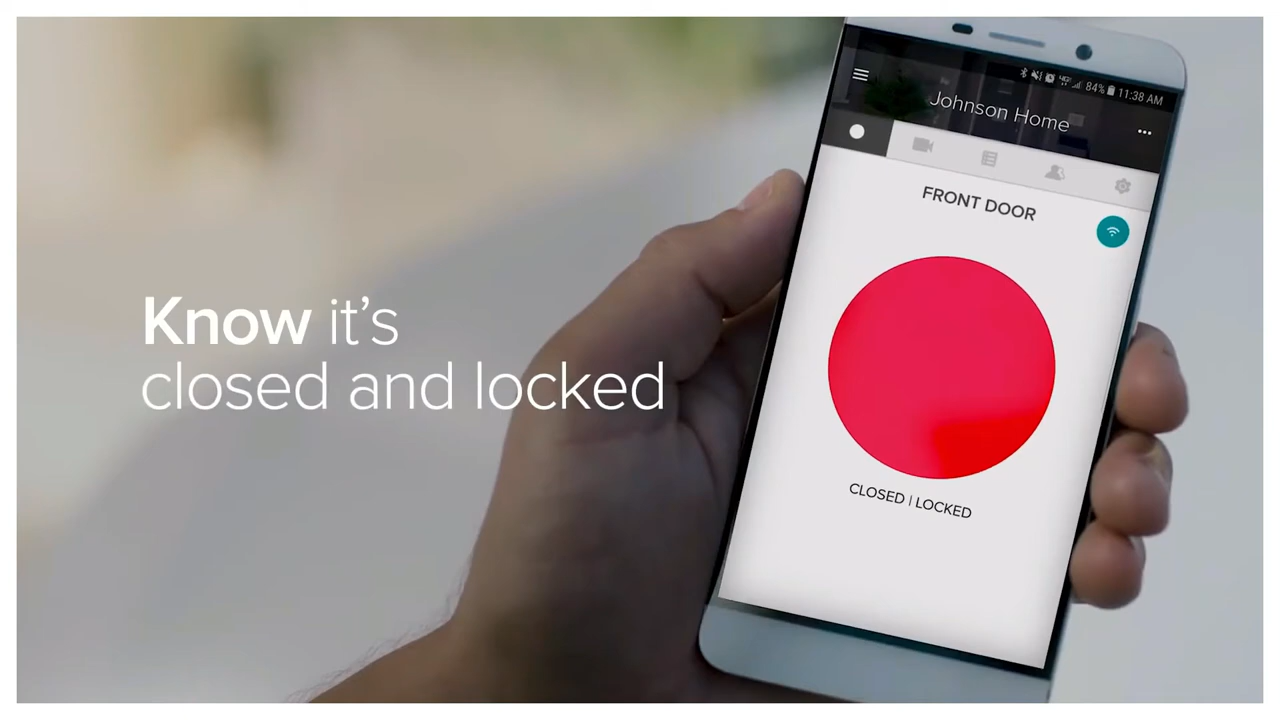 84% 11:38 AM
Johnson Home
FRONT DOOR
Know it's
closed and locked
CLOSED | LOCKED